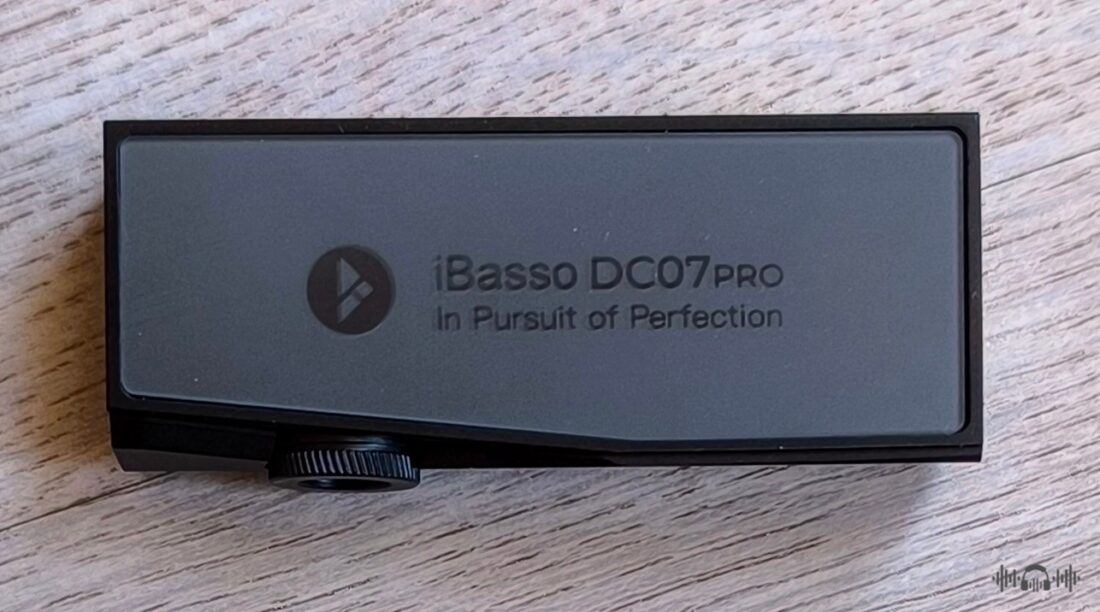 iBasso DC07PRO
In Pursuit of Perfection